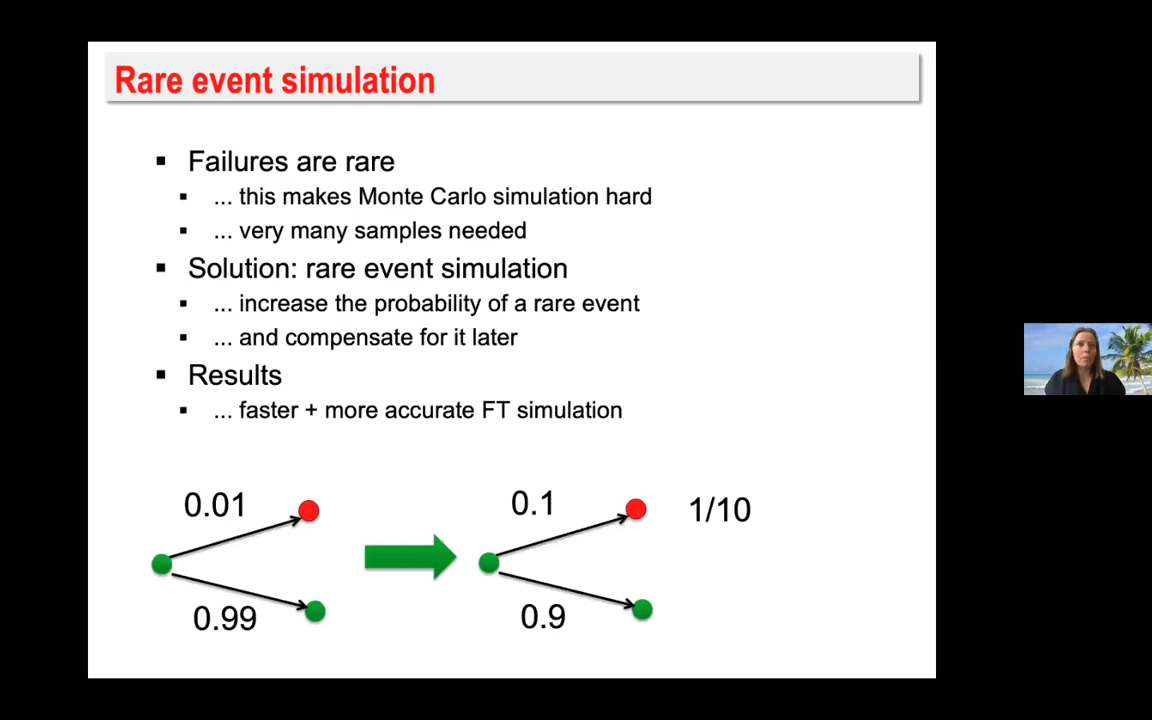 Rare event simulation
▪ Failures are rare
▪ ... this makes Monte Carlo simulation hard
▪ ... very many samples needed
▪ Solution: rare event simulation
▪ ... increase the probability of a rare event
▪ ... and compensate for it later
▪ Results
▪ ... faster + more accurate FT simulation
0.01
0.1
1/10
0.99
0.9